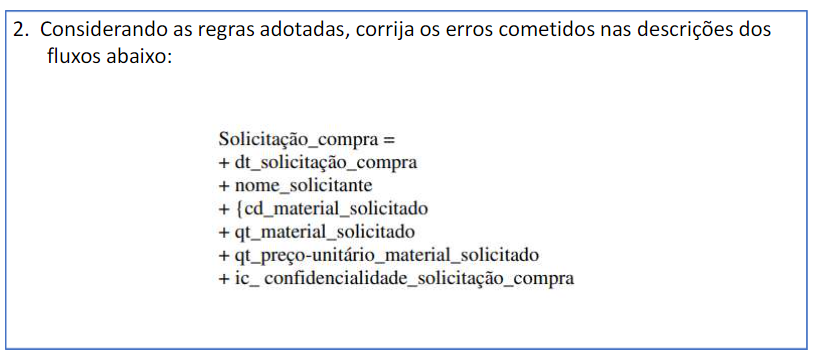 2. Considerando as regras adotadas, corrija os erros cometidos nas descrições dos
fluxos abaixo:
Solicitação_compra =
+ dt_solicitação_compra
+ nome_solicitante
+ {cd_material_solicitado
+ qt_material_solicitado
+ qt_preço-unitário_material_solicitado
+ ic_ confidencialidade_solicitação_compra